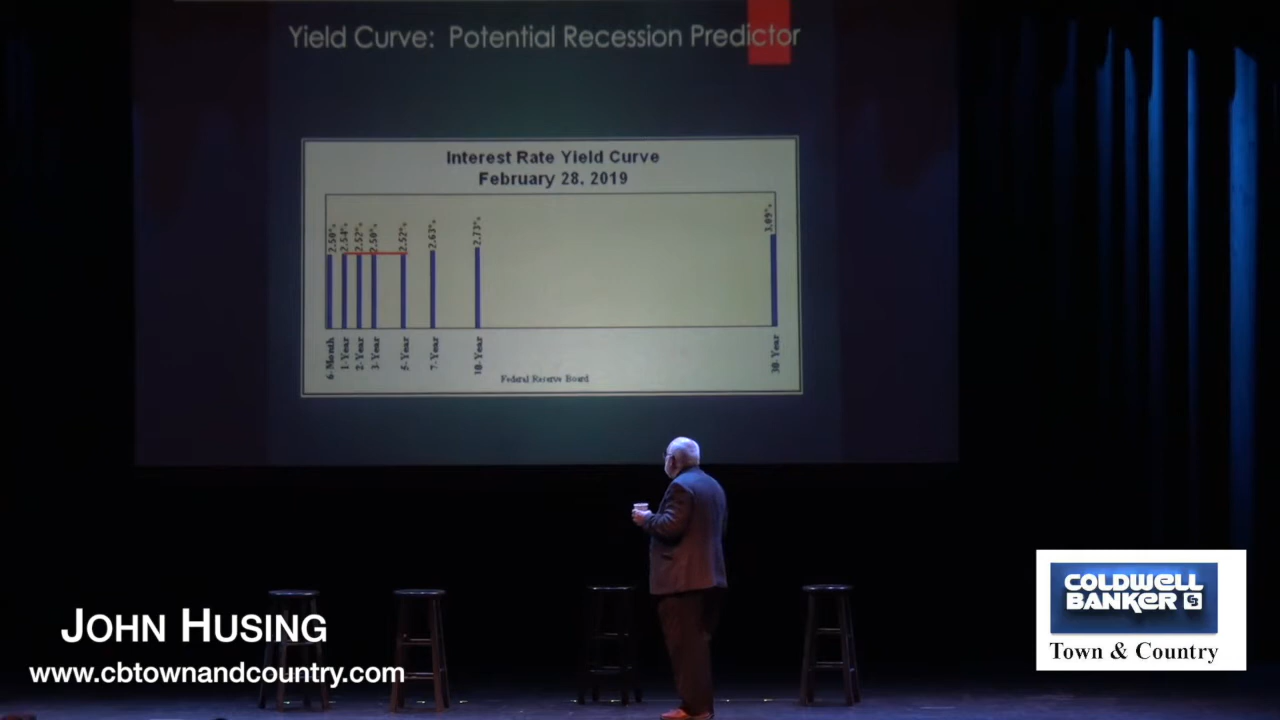 Yield Curve: Potential Recession Predictor
Interest Rate Yield Curve
February 28, 2019
2.50%
2.54%
2.52%
2.50%
2.52%
2.63%
2.73%
3.09%
6-Month
1-Year
2-Year
3-Year
5-Year
7-Year
10-Year
30-Year
Federal Reserve Board
JOHN HUSING
www.cbtownandcountry.com
COLDWELL
BANKER CB
Town & Country